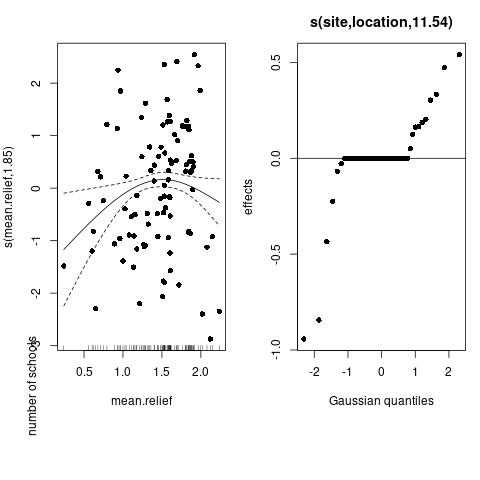 s(site,location,11.54)
s(mean.relief,1.85)
number of schools
2
1
0
-1
-2
-3
0.5 1.0 1.5 2.0
mean.relief
effects
0.5
0.0
-0.5
-1.0
-2 -1 0 1 2
Gaussian quantiles